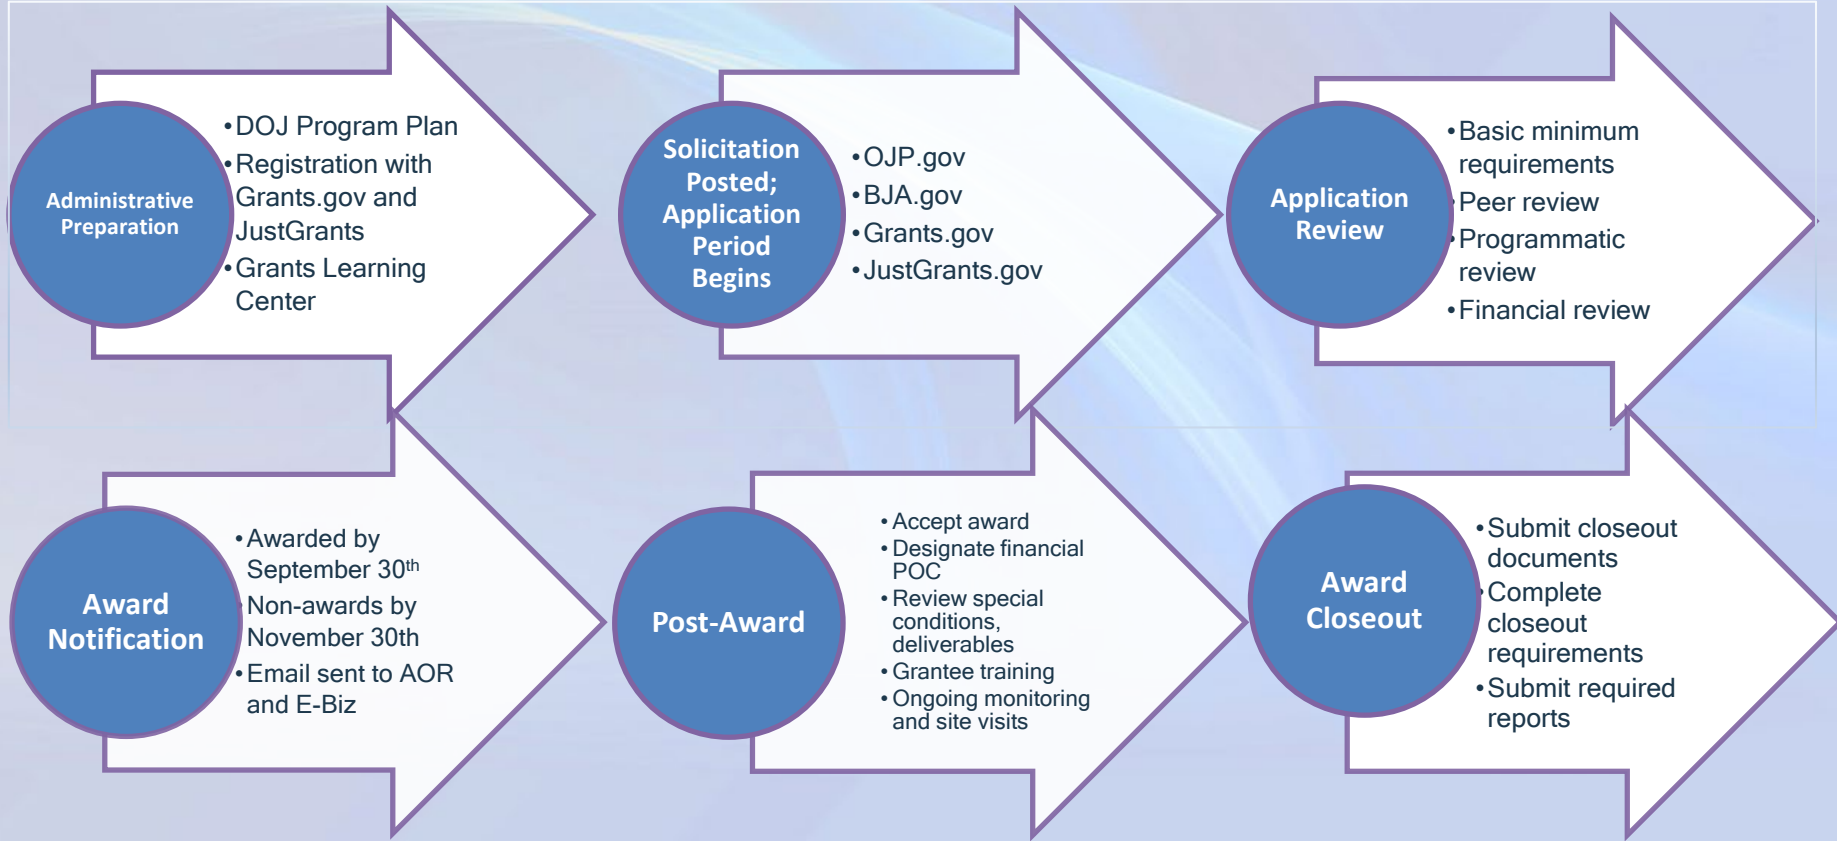 Administrative
Preparation
•DOJ Program Plan
•Registration with
Grants.gov and
JustGrants
•Grants Learning
Center
Solicitation
Posted;
Application
Period
Begins
•OJP.gov
•BJA.gov
•Grants.gov
•JustGrants.gov
Application
Review
•Basic minimum
requirements
•Peer review
•Programmatic
review
•Financial review
Award
Notification
•Awarded by
September 30th
•Non-awards by
November 30th
•Email sent to AOR
and E-Biz
Post-Award
•Accept award
•Designate financial
POC
•Review special
conditions,
deliverables
•Grantee training
•Ongoing monitoring
and site visits
Award
Closeout
•Submit closeout
documents
•Complete
closeout
requirements
•Submit required
reports